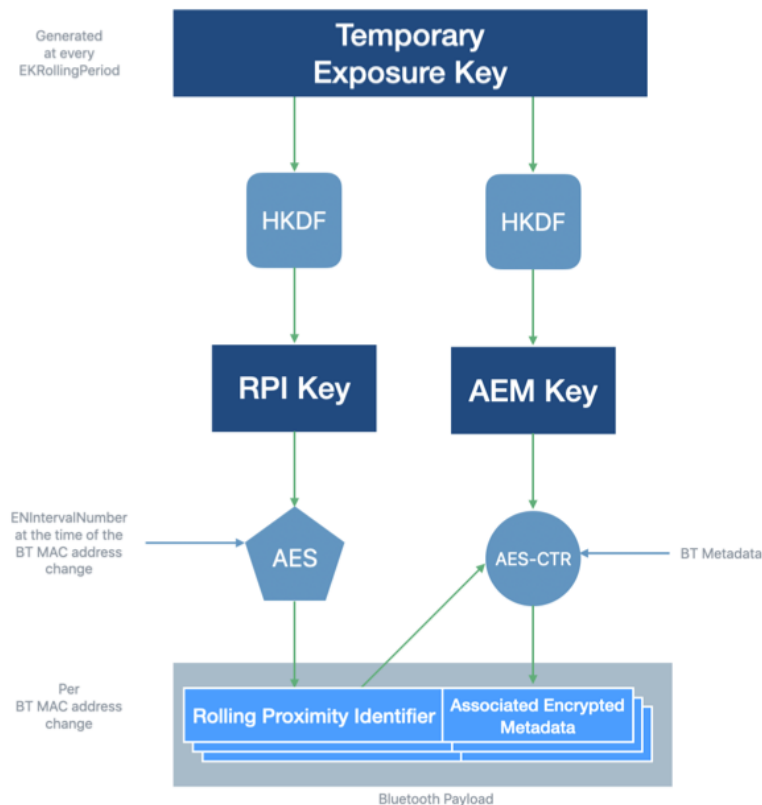 Generated
at every
EKRollingPeriod
Temporary
Exposure Key
HKDF
HKDF
RPI Key
AEM Key
ENIntervalNumber
at the time of the
BT MAC address
change
AES
AES-CTR
BT Metadata
Per
BT MAC address
change
Rolling Proximity Identifier
Associated Encrypted
Metadata
Bluetooth Payload